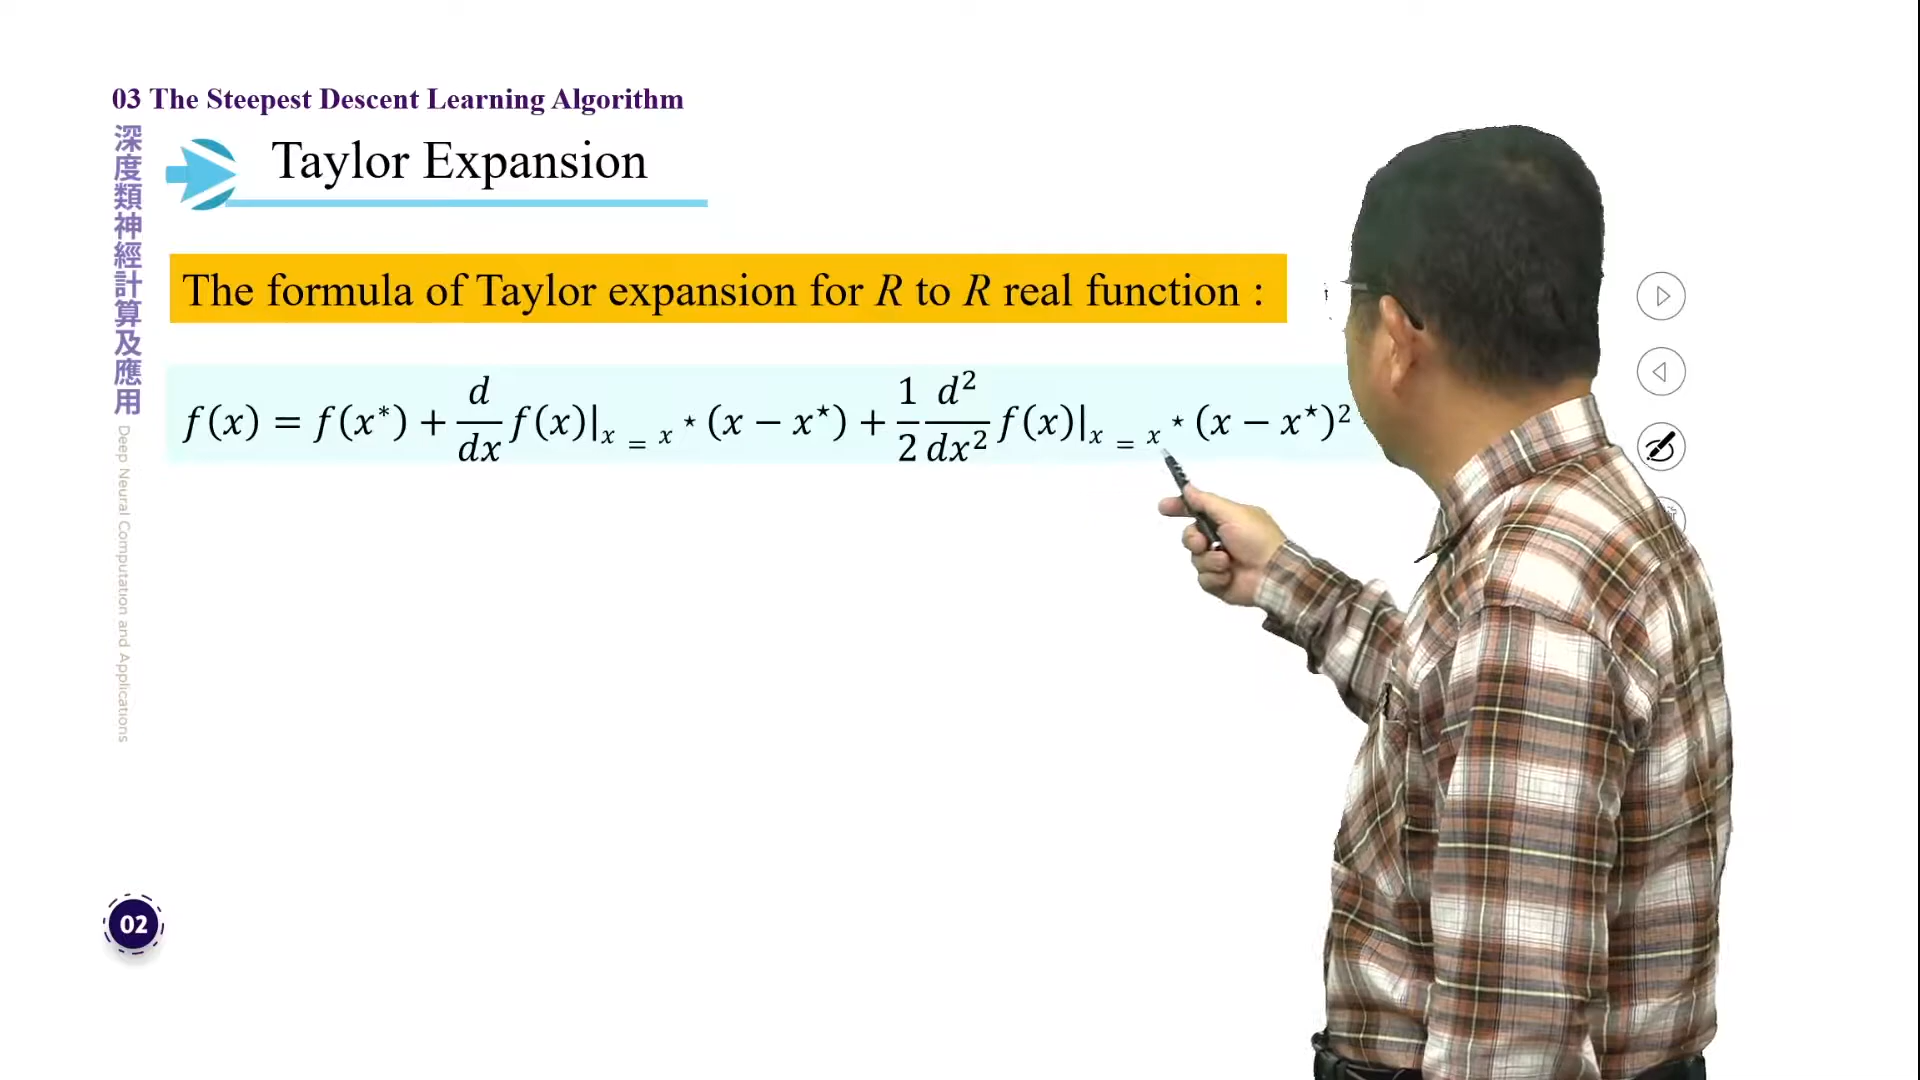 03 The Steepest Descent Learning Algorithm
深度類神經計算及應用
Deep Neural Computation and Applications
Taylor Expansion
The formula of Taylor expansion for R to R real function :
f(x) = f(x*) + d/dx f(x)|x = x⋆ (x − x⋆) + 1/2 d²/dx² f(x)|x = x⋆ (x − x⋆)²
02